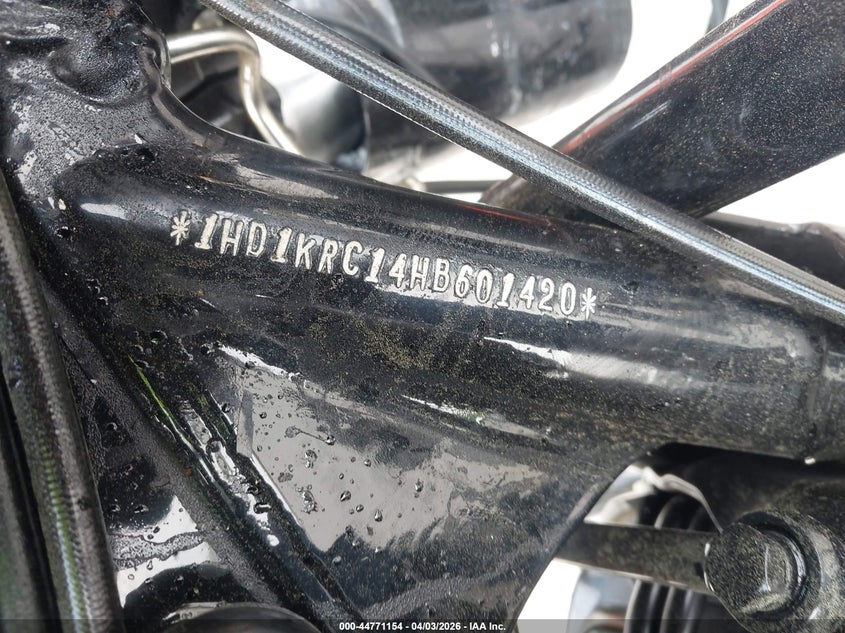 *1HD1KRC14HB601420*
000-44771154 - 04/03/2026 - IAA Inc.